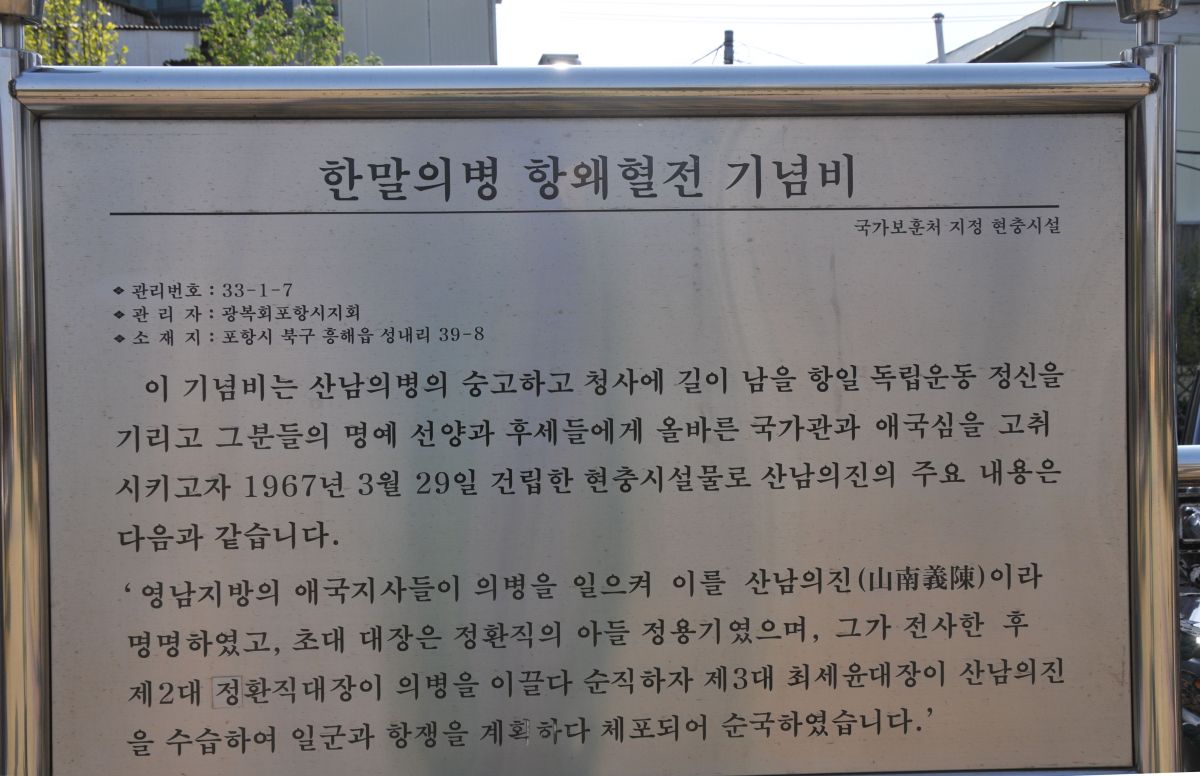 한말의병 항왜혈전 기념비
국가보훈처 지정 현충시설
❖ 관리번호 : 33-1-7
❖ 관 리 자 : 광복회포항시지회
❖ 소 재 지 : 포항시 북구 흥해읍 성내리 39-8
이 기념비는 산남의병의 숭고하고 청사에 길이 남을 항일 독립운동 정신을
기리고 그분들의 명예 선양과 후세들에게 올바른 국가관과 애국심을 고취
시키고자 1967년 3월 29일 건립한 현충시설물로 산남의진의 주요 내용은
다음과 같습니다.
‘영남지방의 애국지사들이 의병을 일으켜 이를 산남의진(山南義陳)이라
명명하였고, 초대 대장은 정환직의 아들 정용기였으며, 그가 전사한 후
제2대 정환직대장이 의병을 이끌다 순직하자 제3대 최세윤대장이 산남의진
을 수습하여 일군과 항쟁을 계획하다 체포되어 순국하였습니다.’